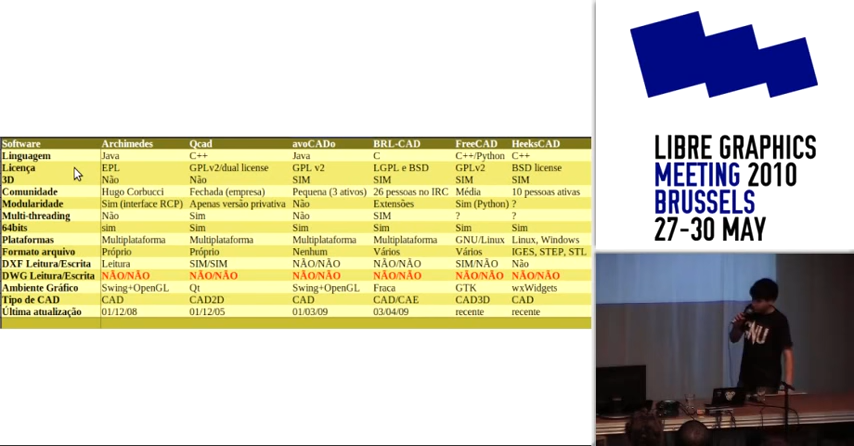 Software Archimedes Qcad avoCADo BRL-CAD FreeCAD HeeksCAD
Linguagem Java C++ Java C C++/Python C++
Licença EPL GPLv2/dual license GPL v2 LGPL e BSD GPLv2 BSD license
3D Não Não SIM SIM SIM SIM
Comunidade Hugo Corbucci Fechada (empresa) Pequena (3 ativos) 26 pessoas no IRC Média 10 pessoas ativas
Modularidade Sim (interface RCP) Apenas versão privativa Não Extensões Sim (Python) ?
Multi-threading Não Sim Não SIM ? ?
64bits sim Sim Sim Sim Sim Sim
Plataformas Multiplataforma Multiplataforma Multiplataforma Multiplataforma GNU/Linux Linux, Windows
Formato arquivo Próprio Próprio Nenhum Vários Vários IGES, STEP, STL
DXF Leitura/Escrita Leitura SIM/SIM NÃO/NÃO NÃO/NÃO SIM/NÃO Não
DWG Leitura/Escrita NÃO/NÃO NÃO/NÃO NÃO/NÃO NÃO/NÃO NÃO/NÃO NÃO/NÃO
Ambiente Gráfico Swing+OpenGL Qt Swing+OpenGL Fraca GTK wxWidgets
Tipo de CAD CAD CAD2D CAD CAD/CAE CAD3D CAD
Última atualização 01/12/08 01/12/05 01/03/09 03/04/09 recente recente
LIBRE GRAPHICS
MEETING 2010
BRUSSELS
27-30 MAY
GNU